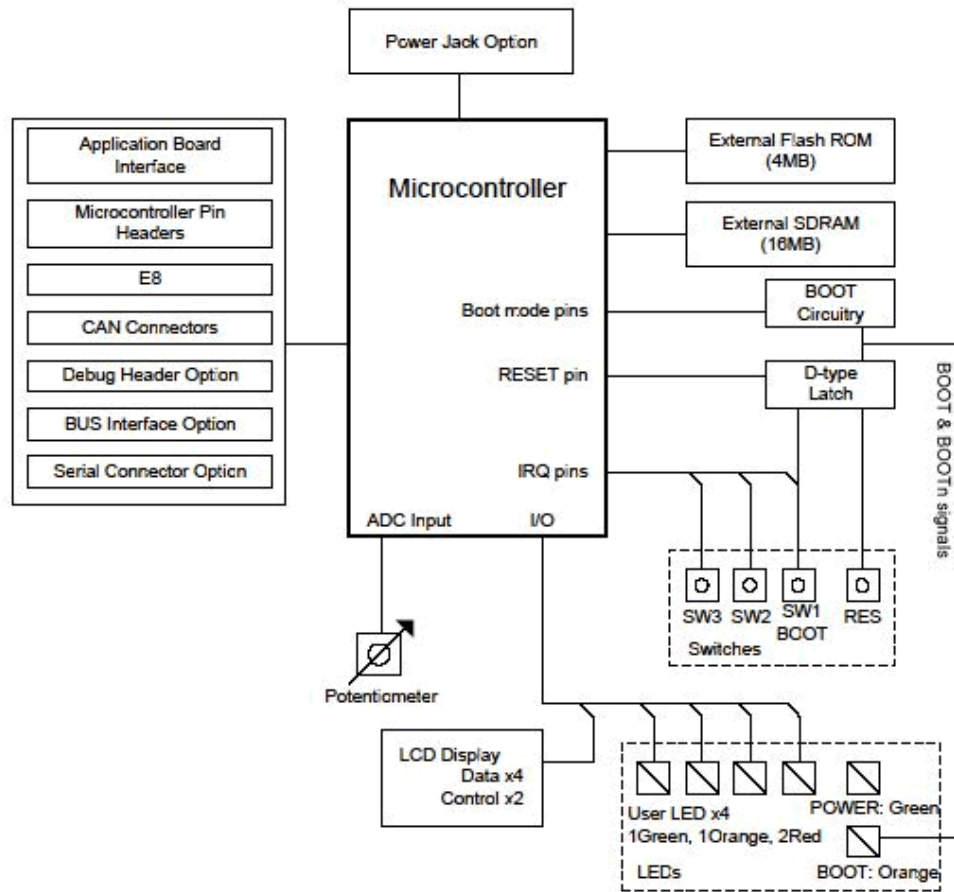 Power Jack Option
Application Board
Interface
Microcontroller Pin
Headers
E8
CAN Connectors
Debug Header Option
BUS Interface Option
Serial Connector Option
Microcontroller
Boot mode pins
RESET pin
IRQ pins
ADC Input
I/O
External Flash ROM
(4MB)
External SDRAM
(16MB)
BOOT
Circuitry
D-type
Latch
BOOT & BOOTn signals
SW3
SW2
SW1
BOOT
RES
Switches
Potentiometer
LCD Display
Data x4
Control x2
User LED x4
1Green, 1Orange, 2Red
POWER: Green
LEDs
BOOT: Orange